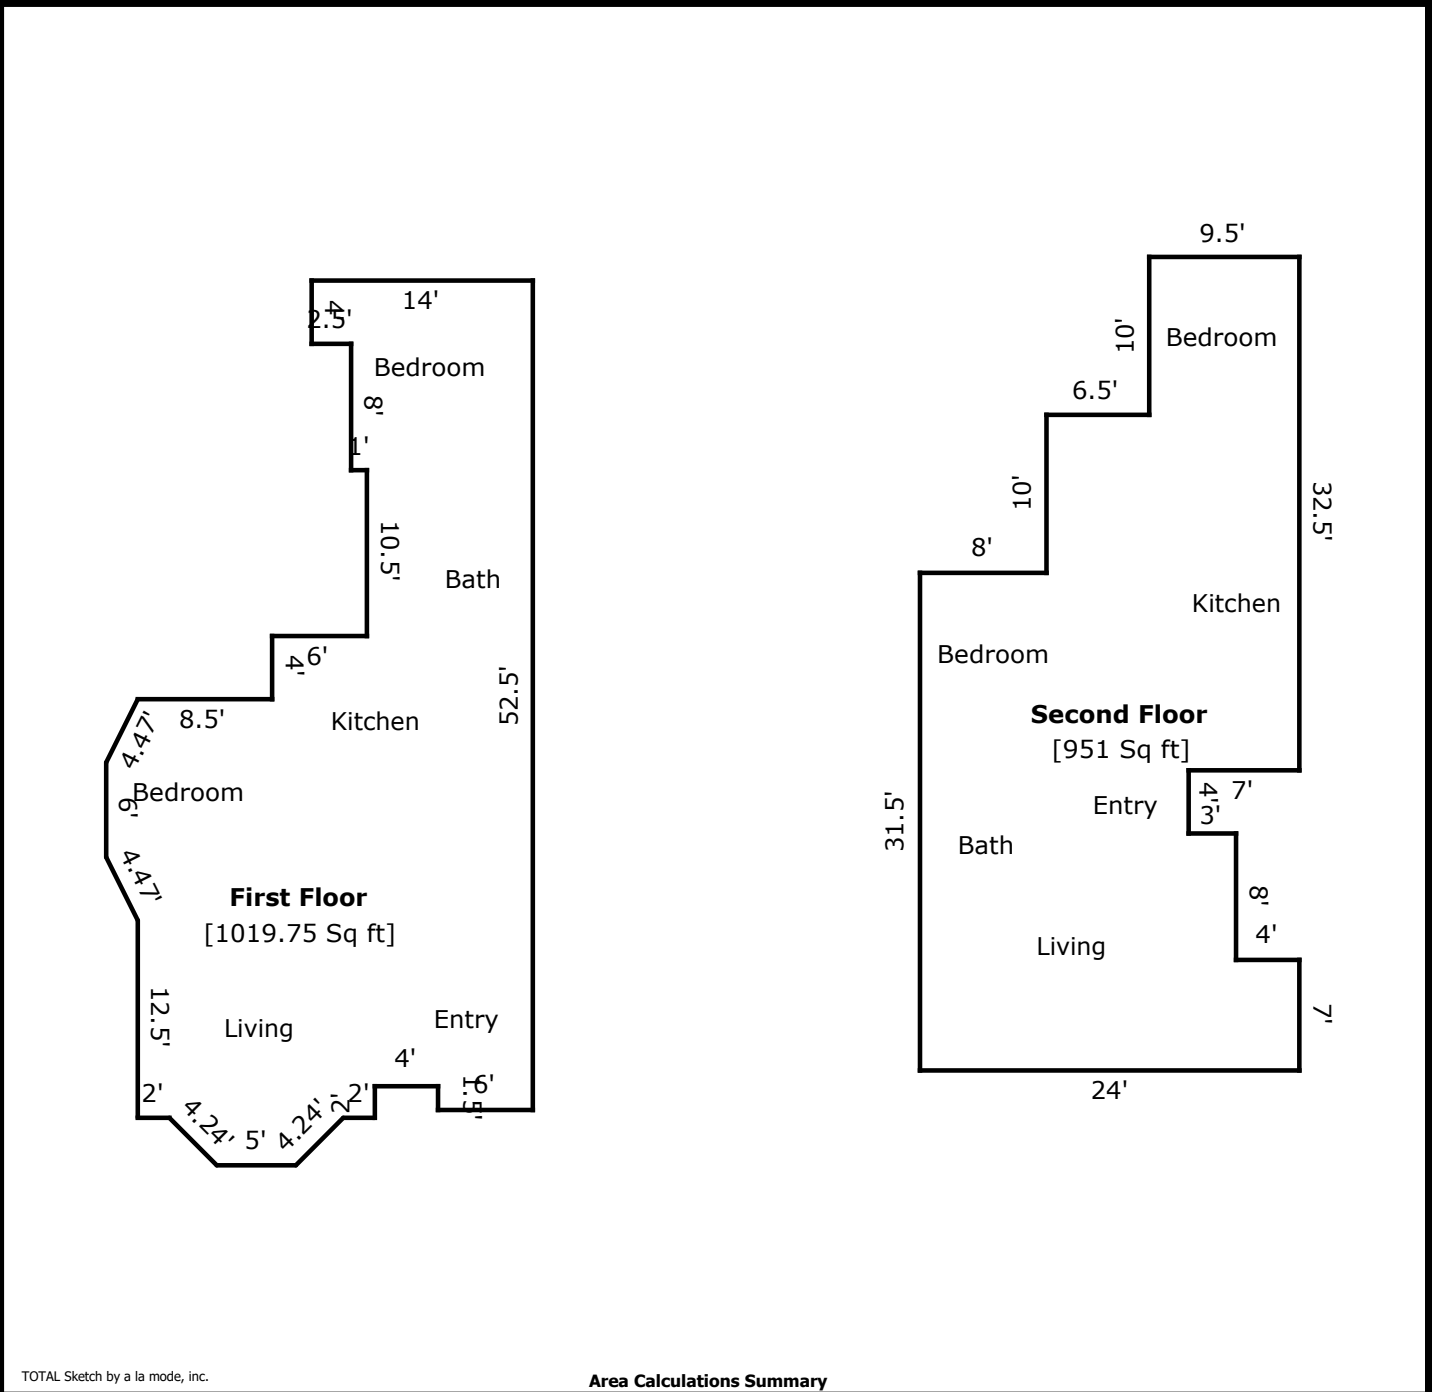 14'
4'
2.5'
Bedroom
8'
1'
10.5'
Bath
6'
4'
52.5'
8.5'
Kitchen
4.47'
Bedroom
6'
4.47'
First Floor
[1019.75 Sq ft]
12.5'
Living
Entry
4'
2'
2'
2'
1.5'
6'
4.24'
5'
4.24'
9.5'
10'
Bedroom
6.5'
10'
32.5'
8'
Kitchen
Bedroom
Second Floor
[951 Sq ft]
4'
7'
31.5'
Entry
3'
Bath
8'
4'
Living
7'
24'
TOTAL Sketch by a la mode, inc.
Area Calculations Summary